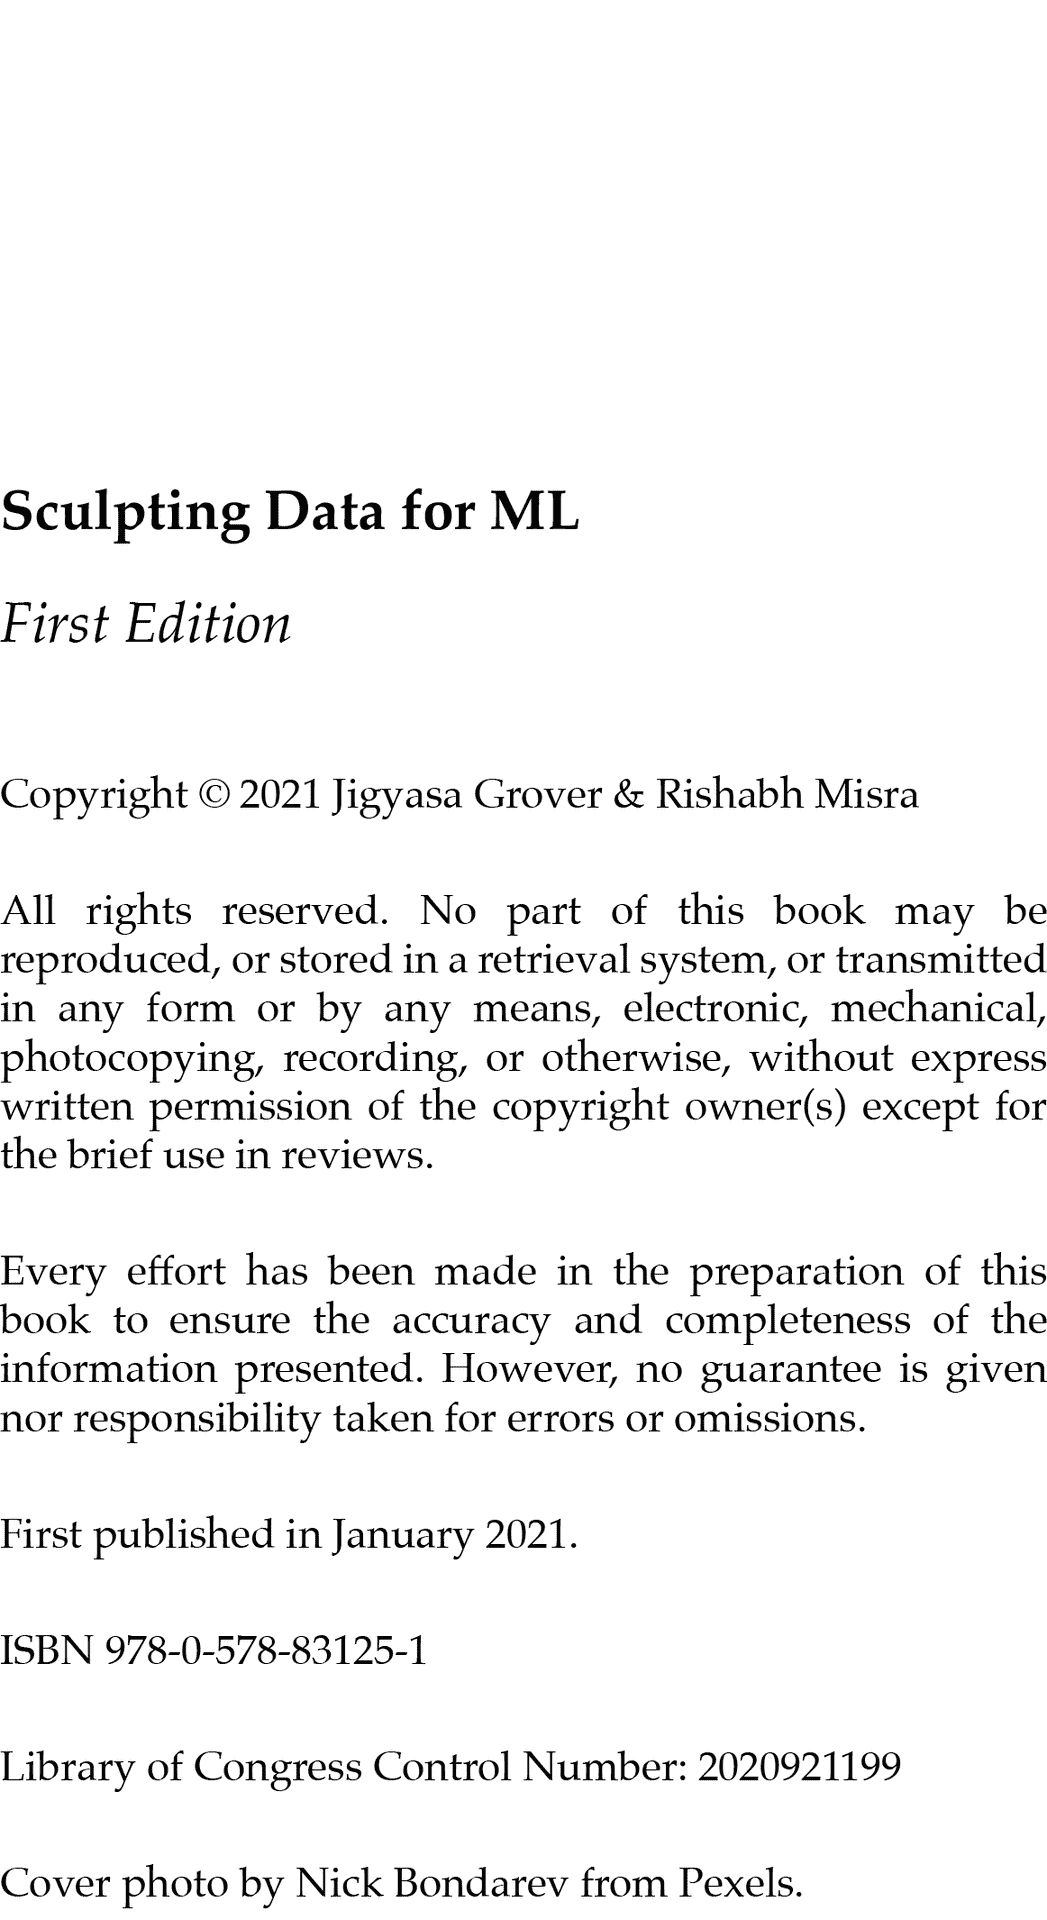 Sculpting Data for ML
First Edition
Copyright © 2021 Jigyasa Grover & Rishabh Misra
All rights reserved. No part of this book may be
reproduced, or stored in a retrieval system, or transmitted
in any form or by any means, electronic, mechanical,
photocopying, recording, or otherwise, without express
written permission of the copyright owner(s) except for
the brief use in reviews.
Every effort has been made in the preparation of this
book to ensure the accuracy and completeness of the
information presented. However, no guarantee is given
nor responsibility taken for errors or omissions.
First published in January 2021.
ISBN 978-0-578-83125-1
Library of Congress Control Number: 2020921199
Cover photo by Nick Bondarev from Pexels.